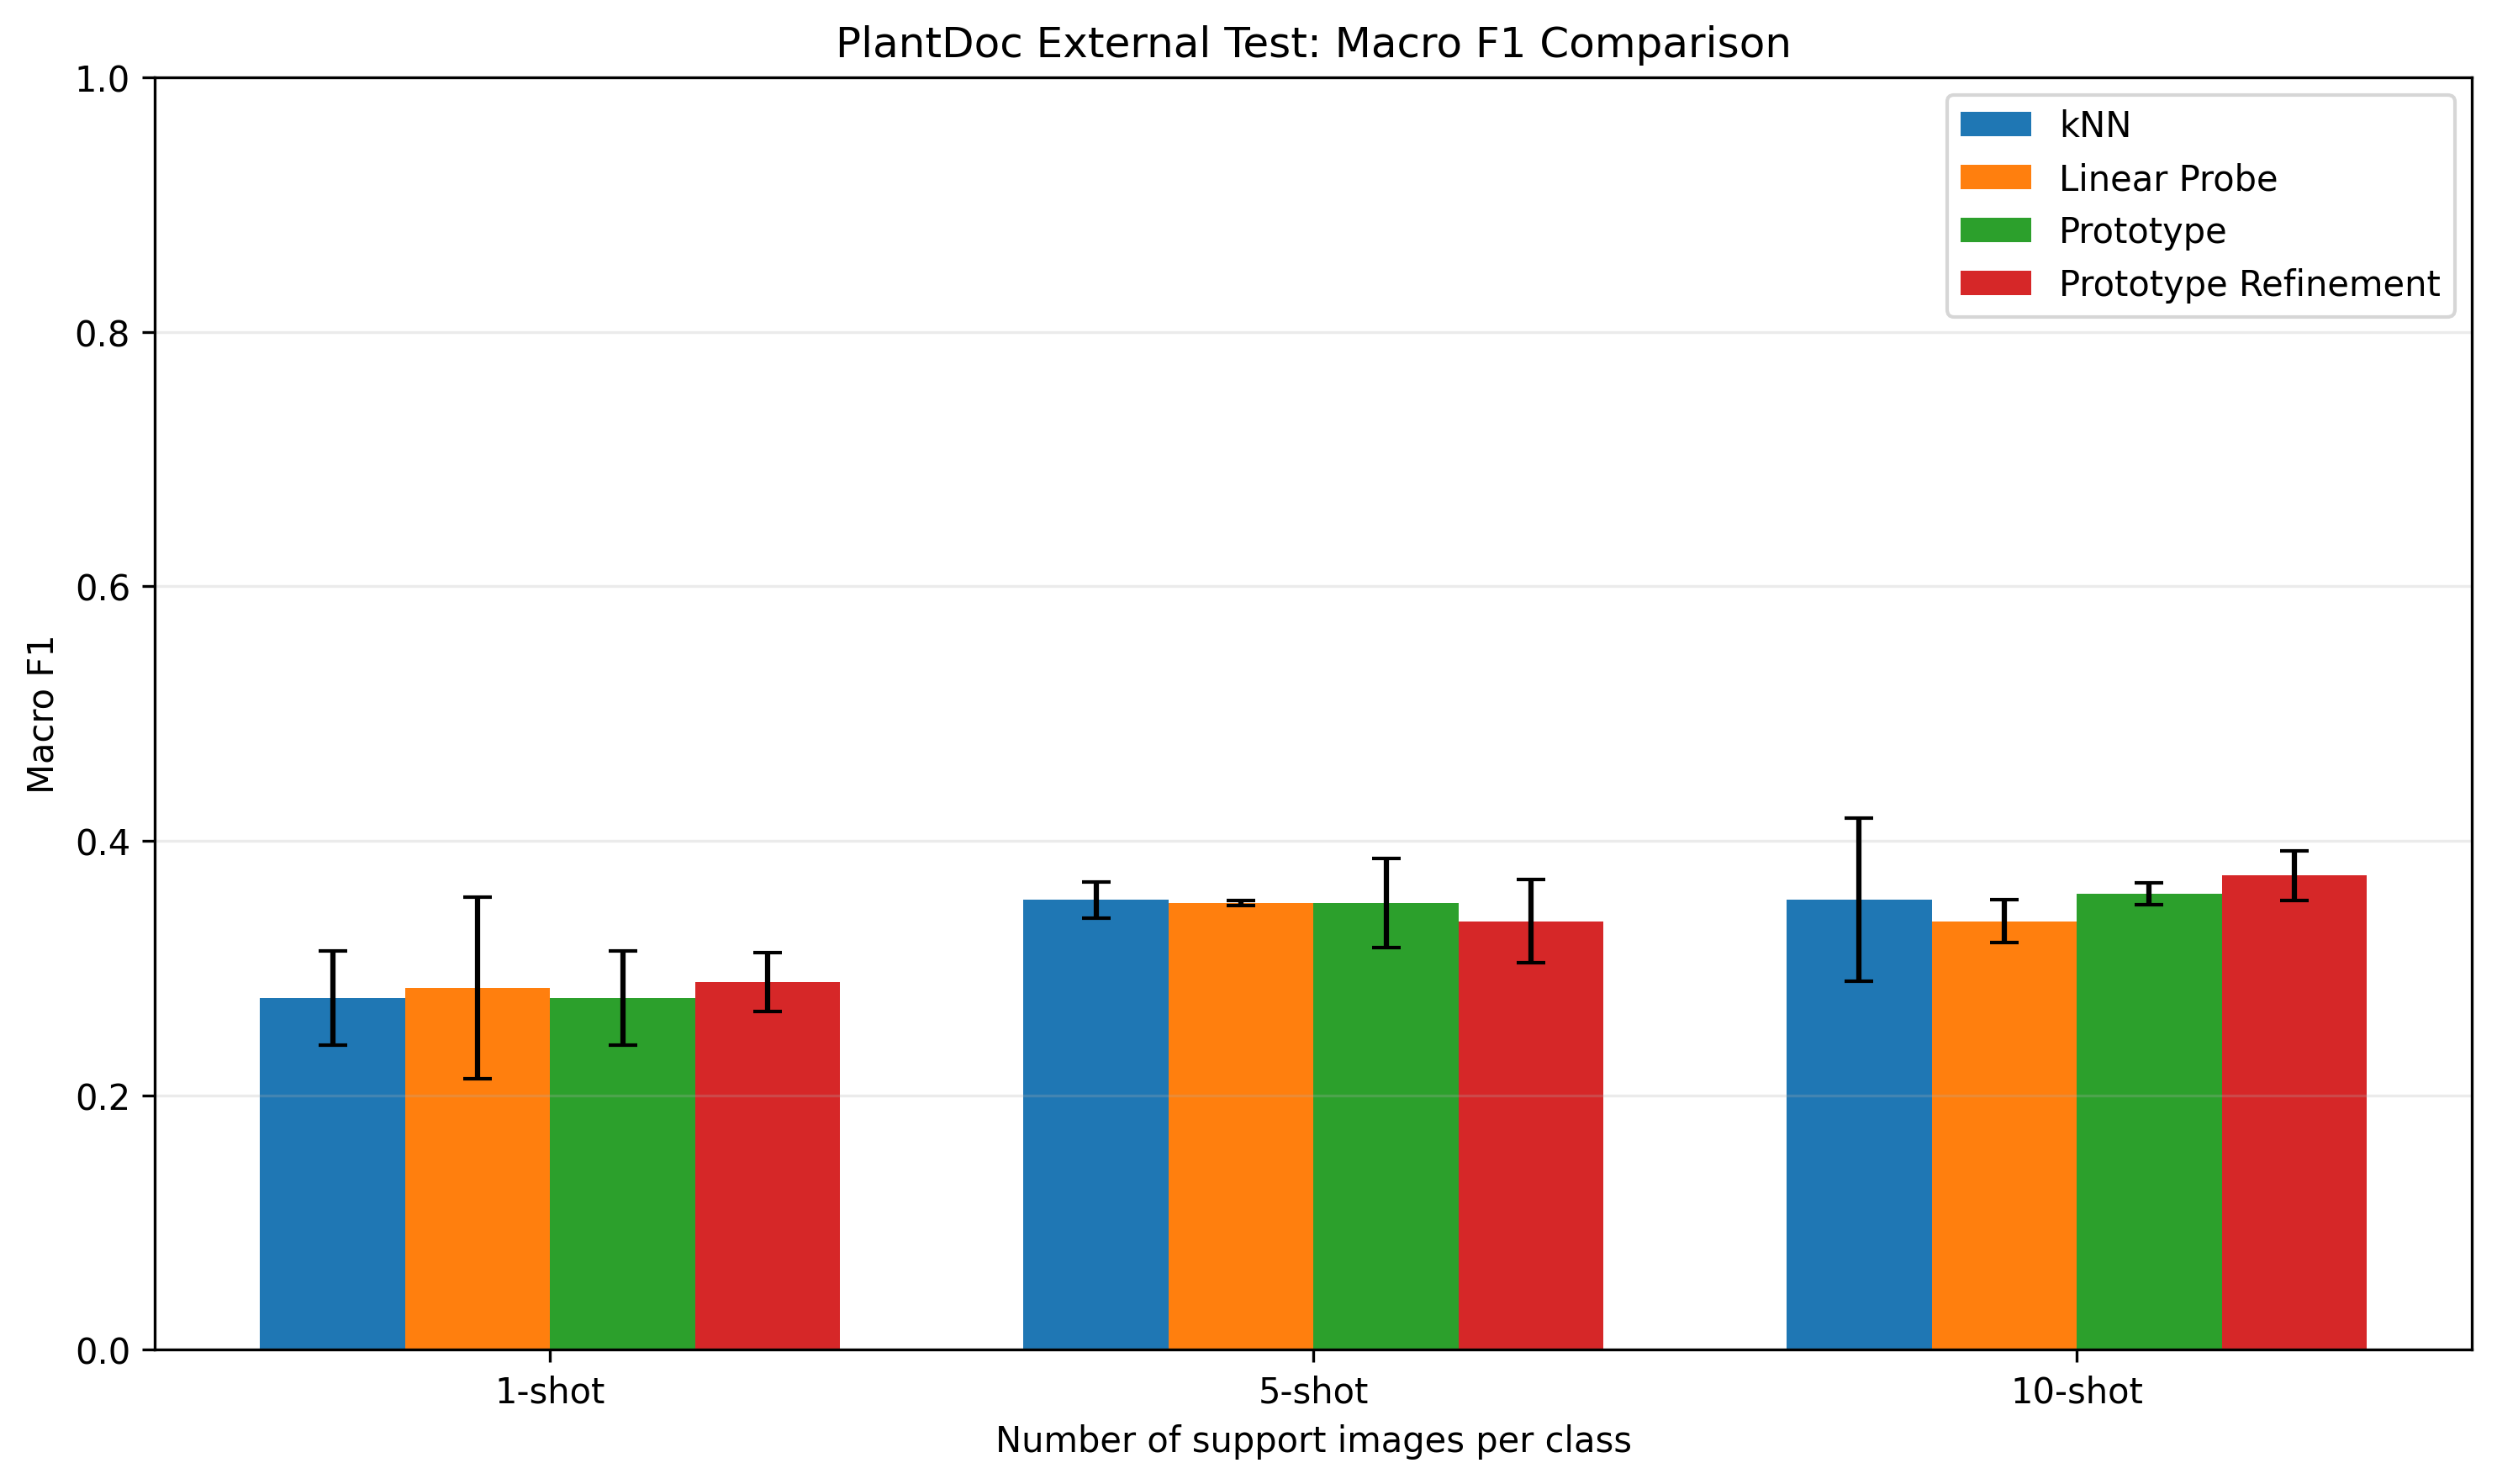 PlantDoc External Test: Macro F1 Comparison
1.0
0.8
0.6
0.4
0.2
0.0
Macro F1
kNN
Linear Probe
Prototype
Prototype Refinement
1-shot
5-shot
10-shot
Number of support images per class